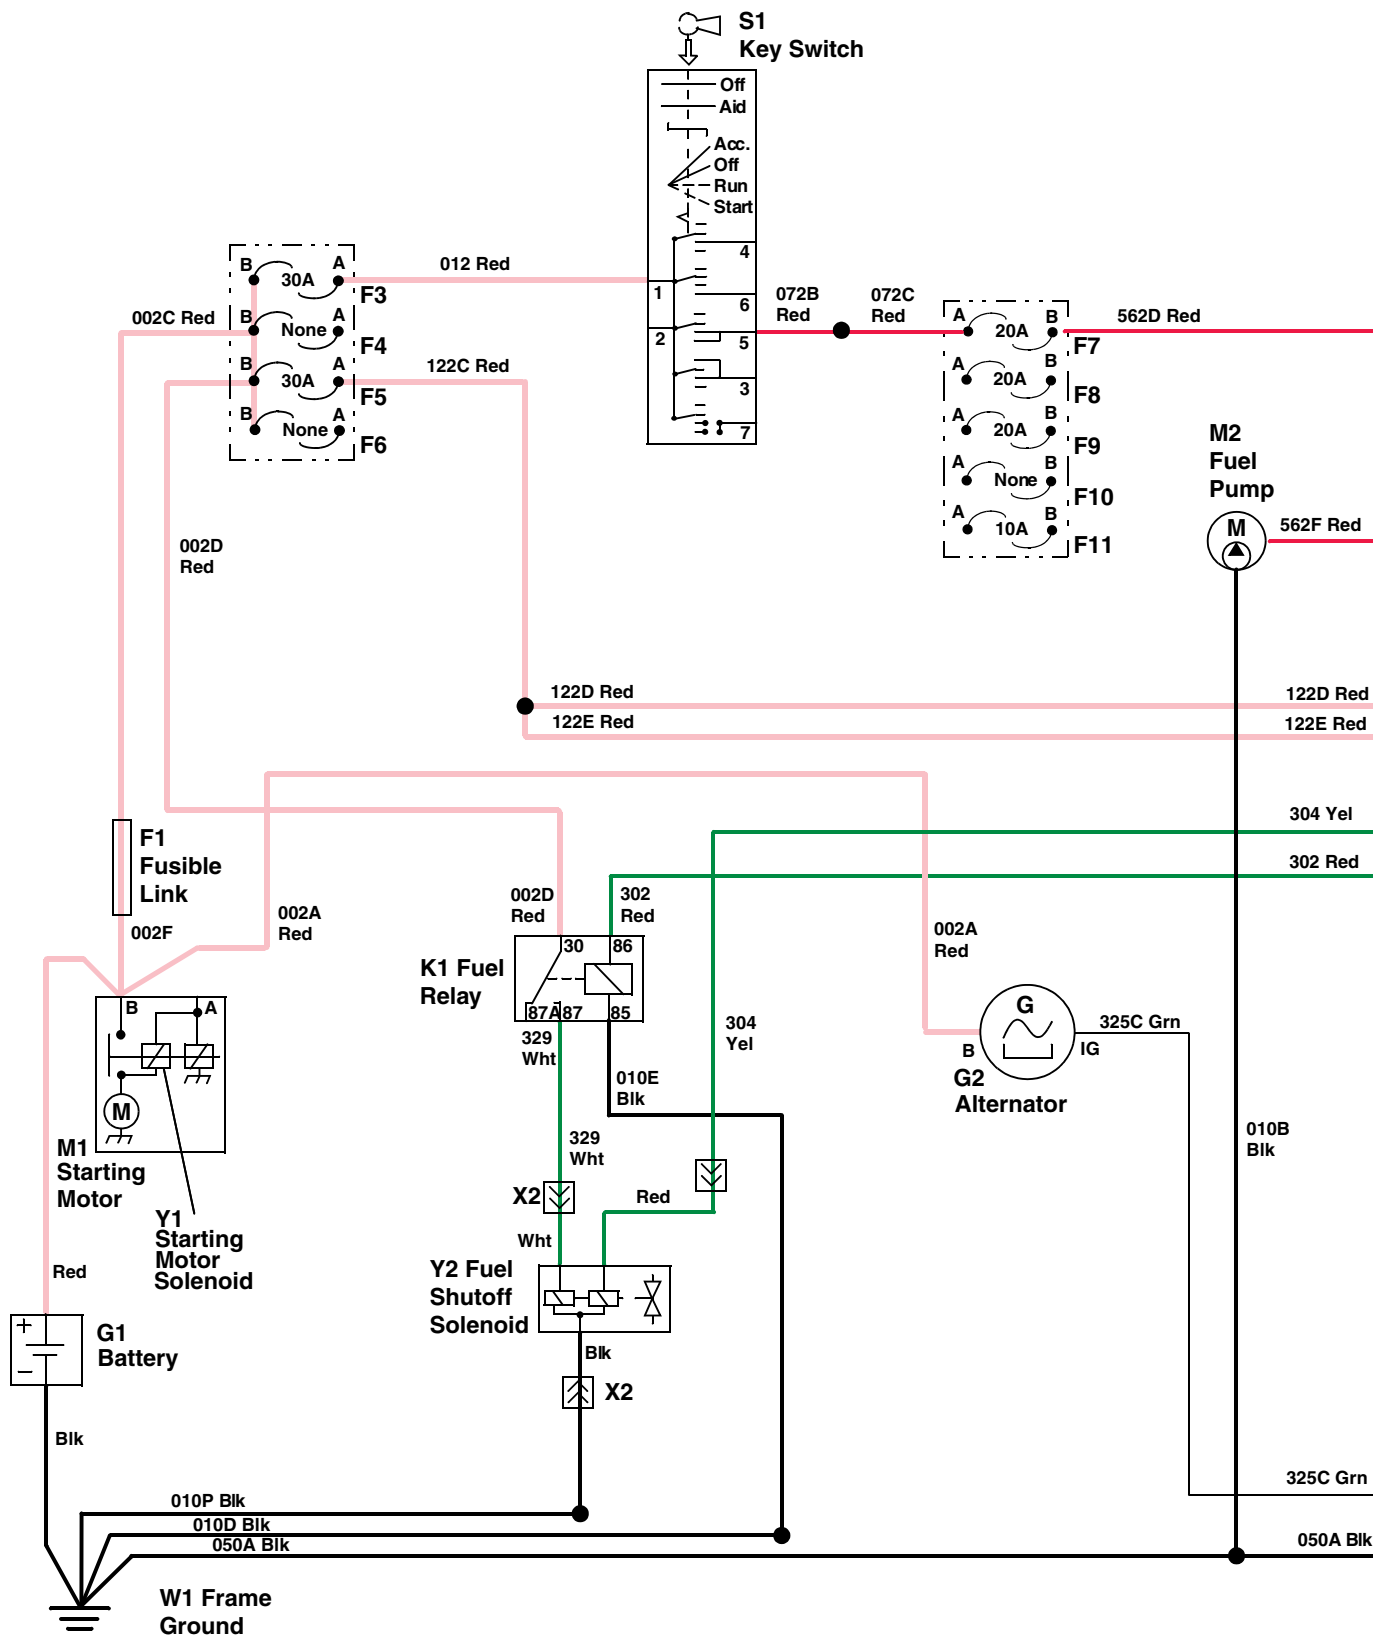 S1
Key Switch
Off
Aid
Acc.
Off
Run
Start
4
1
6
2
5
3
7
B
30A
A
F3
012 Red
002C Red
B
None
A
F4
B
30A
A
F5
122C Red
B
None
A
F6
072B
Red
072C
Red
A
20A
B
F7
562D Red
20A
B
A
F8
A
20A
B
F9
A
None
B
F10
A
10A
B
F11
M2
Fuel
Pump
M
562F Red
002D
Red
122D Red
122D Red
122E Red
122E Red
304 Yel
302 Red
F1
Fusible
Link
002F
002A
Red
002D
Red
302
Red
002A
Red
K1 Fuel
Relay
30
86
87A
87
85
B
A
M
M1
Starting
Motor
Y1
Starting
Motor
Solenoid
329
Wht
010E
Blk
304
Yel
G
B
IG
325C Grn
G2
Alternator
010B
Blk
329
Wht
X2
Red
Wht
Red
Y2 Fuel
Shutoff
Solenoid
+
–
G1
Battery
Blk
X2
Blk
010P Blk
010D Blk
050A Blk
325C Grn
050A Blk
W1 Frame
Ground